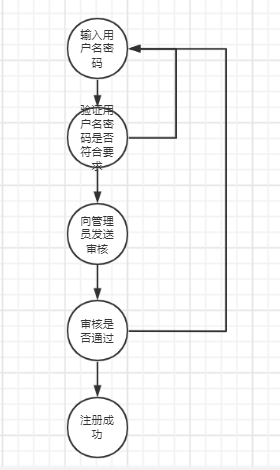 输入用
户名密
码
验证用
户名密
码是否
符合要
求
向管理
员发送
审核
审核是
否通过
注册成
功